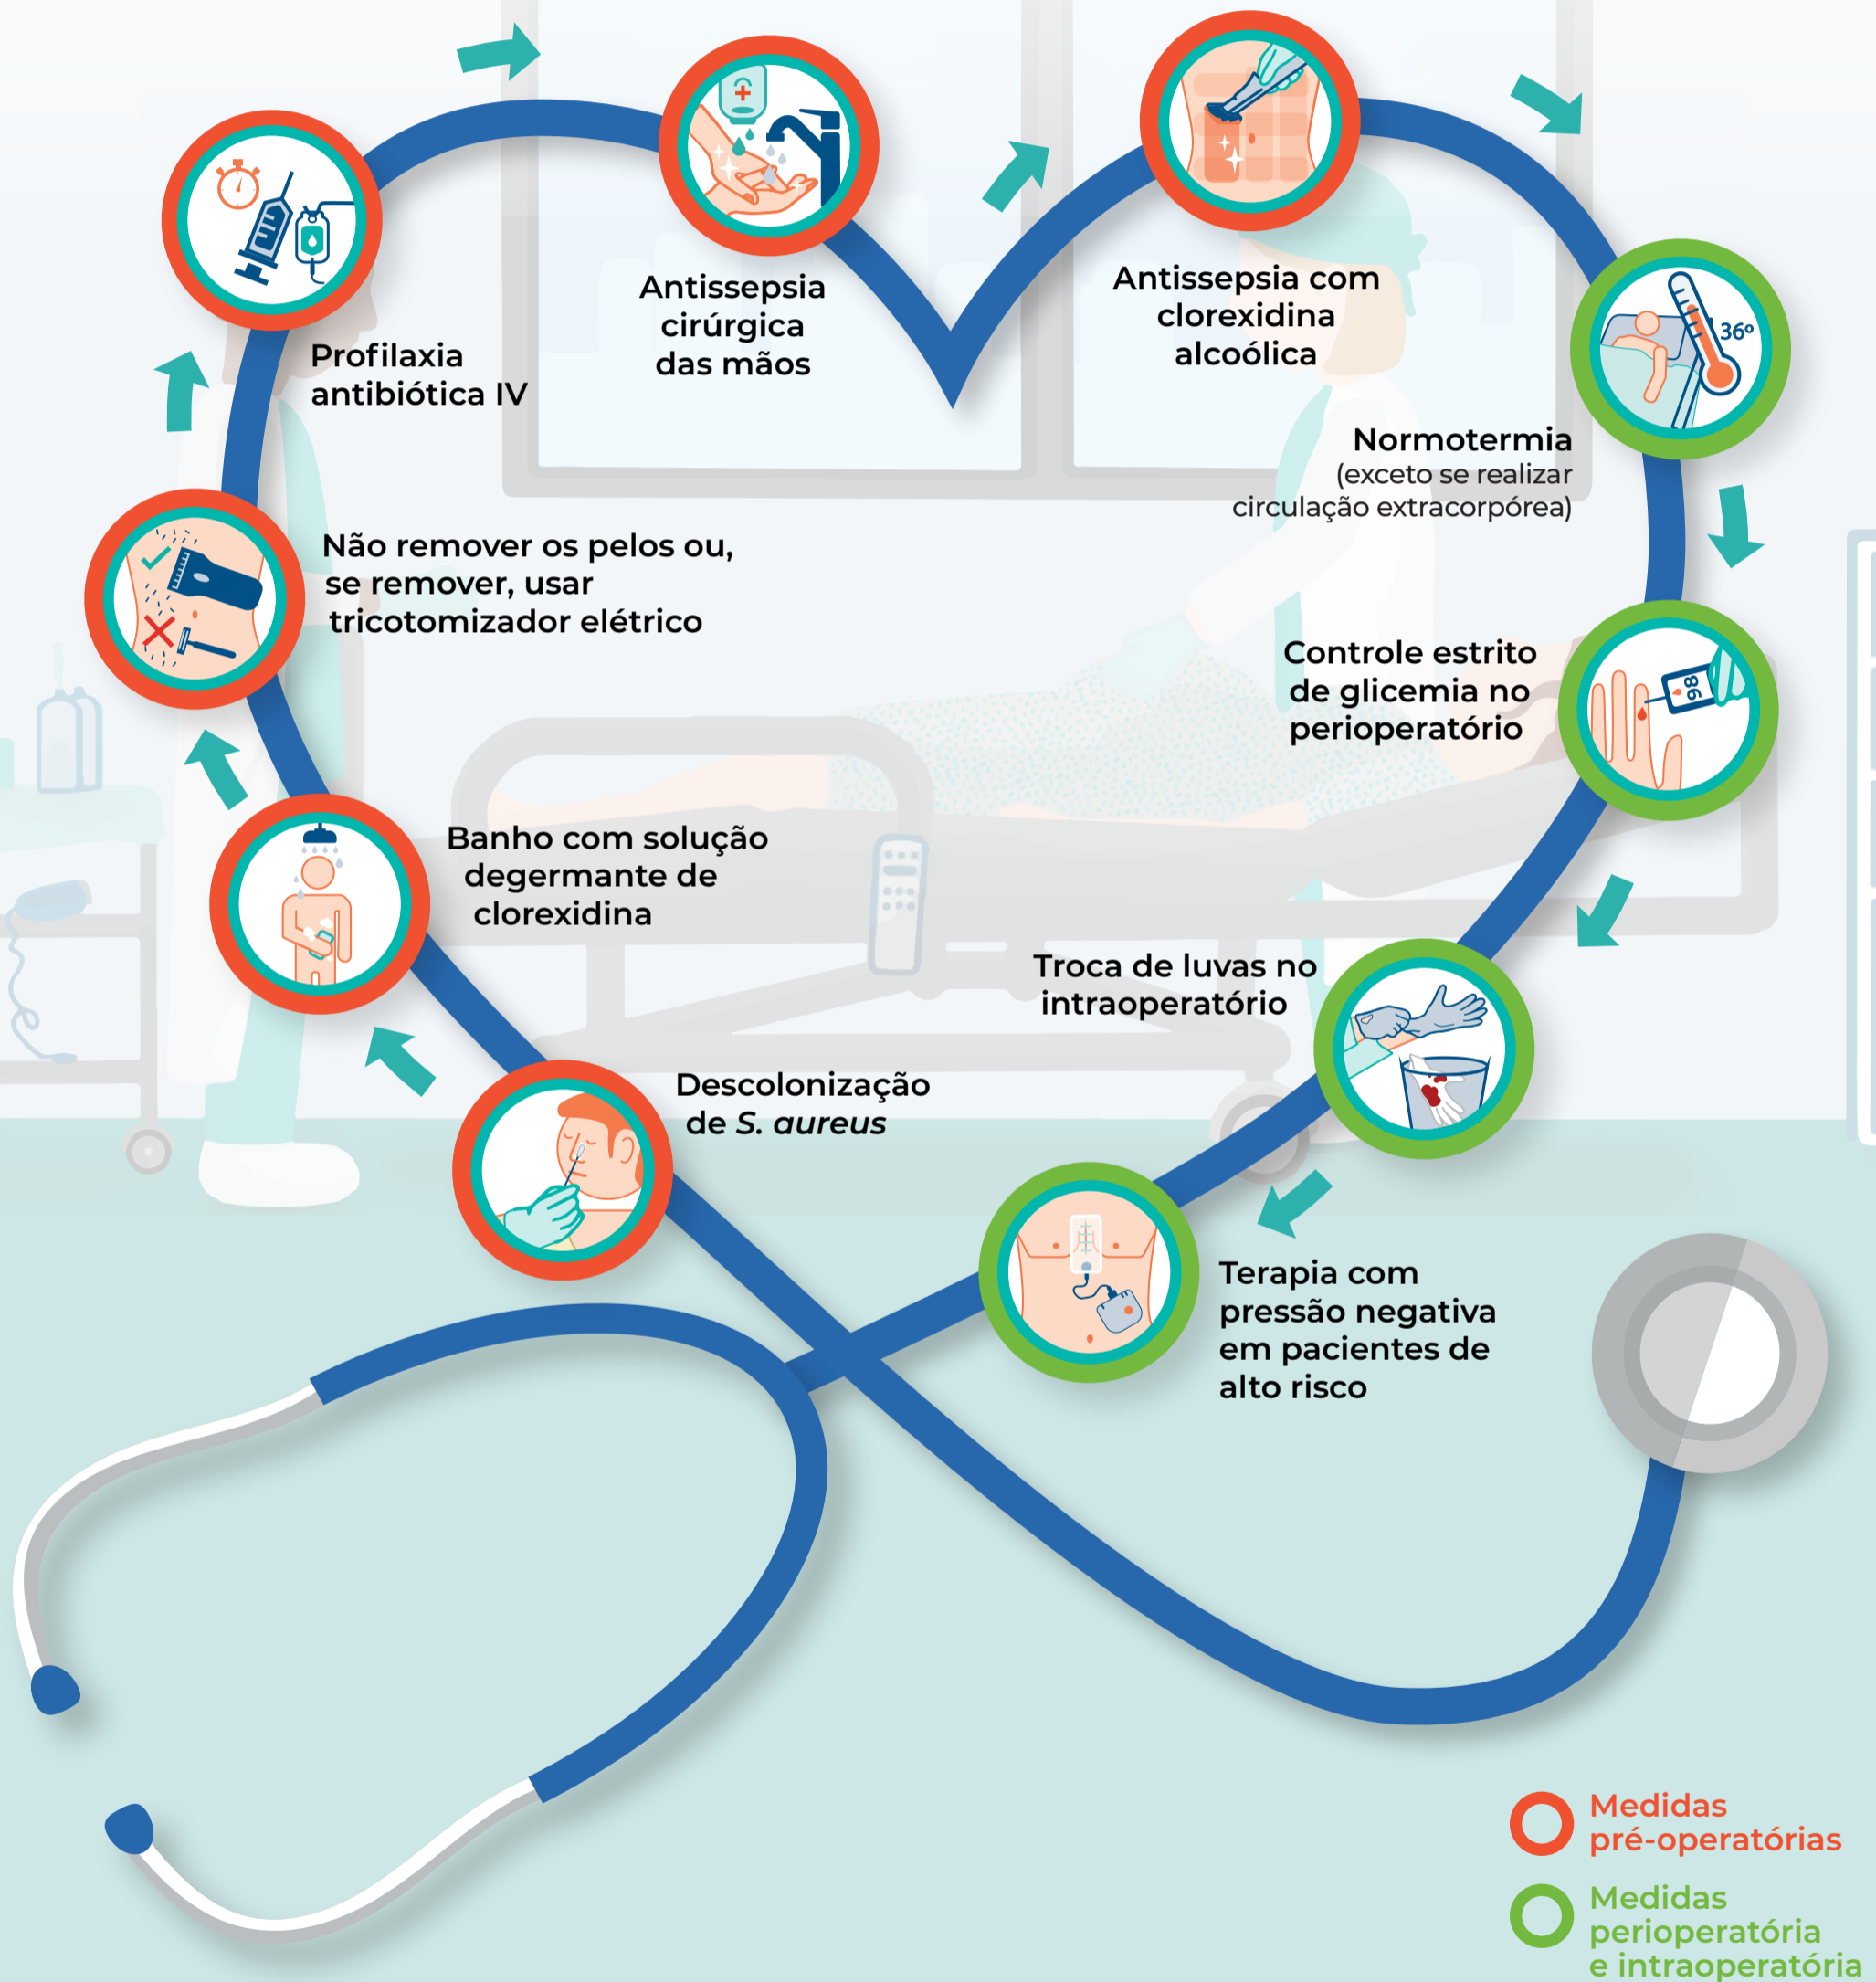 Descolonização
de S. aureus
Banho com solução
degermante de
clorexidina
Não remover os pelos ou,
se remover, usar
tricotomizador elétrico
Profilaxia
antibiótica IV
Antissepsia
cirúrgica
das mãos
Antissepsia com
clorexidina
alcoólica
36º
Normotermia
(exceto se realizar
circulação extracorpórea)
Controle estrito
de glicemia no
perioperatório
98
Troca de luvas no
intraoperatório
Terapia com
pressão negativa
em pacientes de
alto risco
Medidas
pré-operatórias
Medidas
perioperatória
e intraoperatória